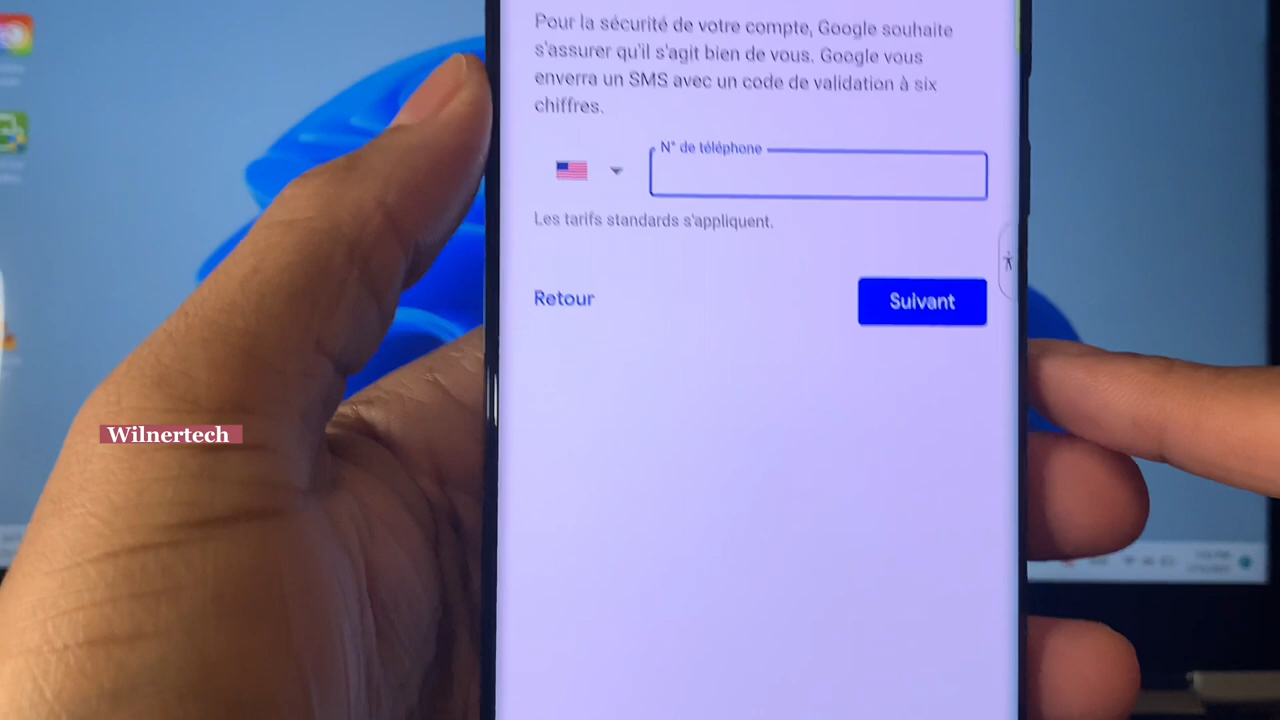 Pour la sécurité de votre compte, Google souhaite
s'assurer qu'il s'agit bien de vous. Google vous
enverra un SMS avec un code de validation à six
chiffres.
N° de téléphone
Les tarifs standards s'appliquent.
Retour
Suivant
Wilnertech